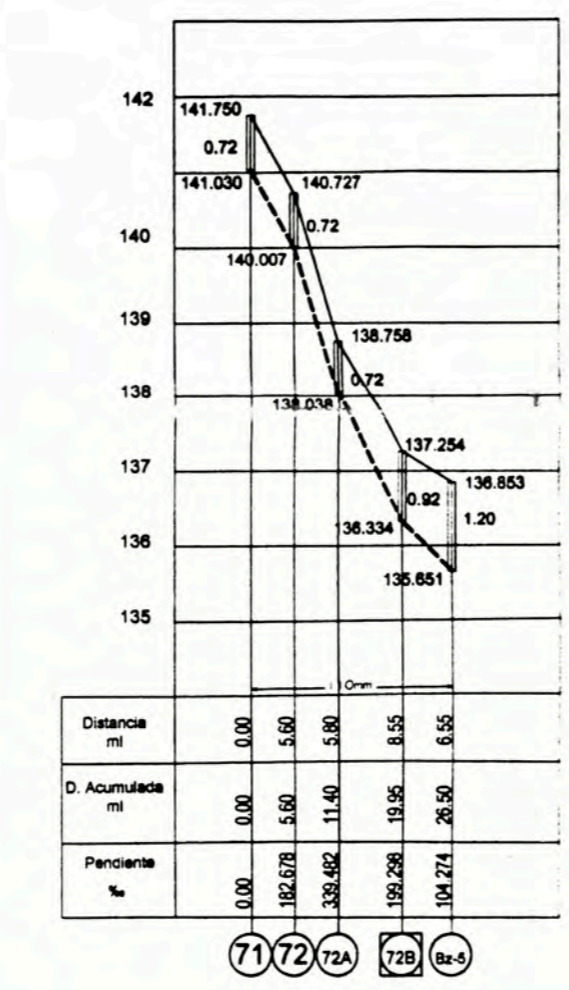 142
141.750
0.72
141.030
140.727
0.72
140
140.007
139
138.758
0.72
138
138.038
137.254
137
136.853
0.92
1.20
136.334
136
135.651
135
Distancia
ml
0.00 5.60 5.80 8.55 6.55
D. Acumulada
ml
0.00 5.60 11.40 19.95 26.50
Pendiente
‰
0.00 182.678 339.482 199.298 104.274
71 72 72A 72B Bz-5